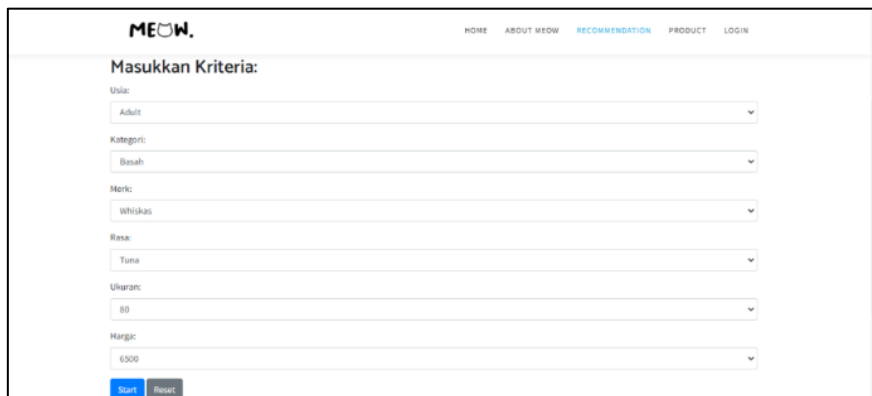 MEOW.
HOME ABOUT MEOW RECOMMENDATION PRODUCT LOGIN
Masukkan Kriteria:
Usia:
Adult
Kategori:
Basah
Merk:
Whiskas
Rasa:
Tuna
Ukuran:
80
Harga:
6500
Start Reset